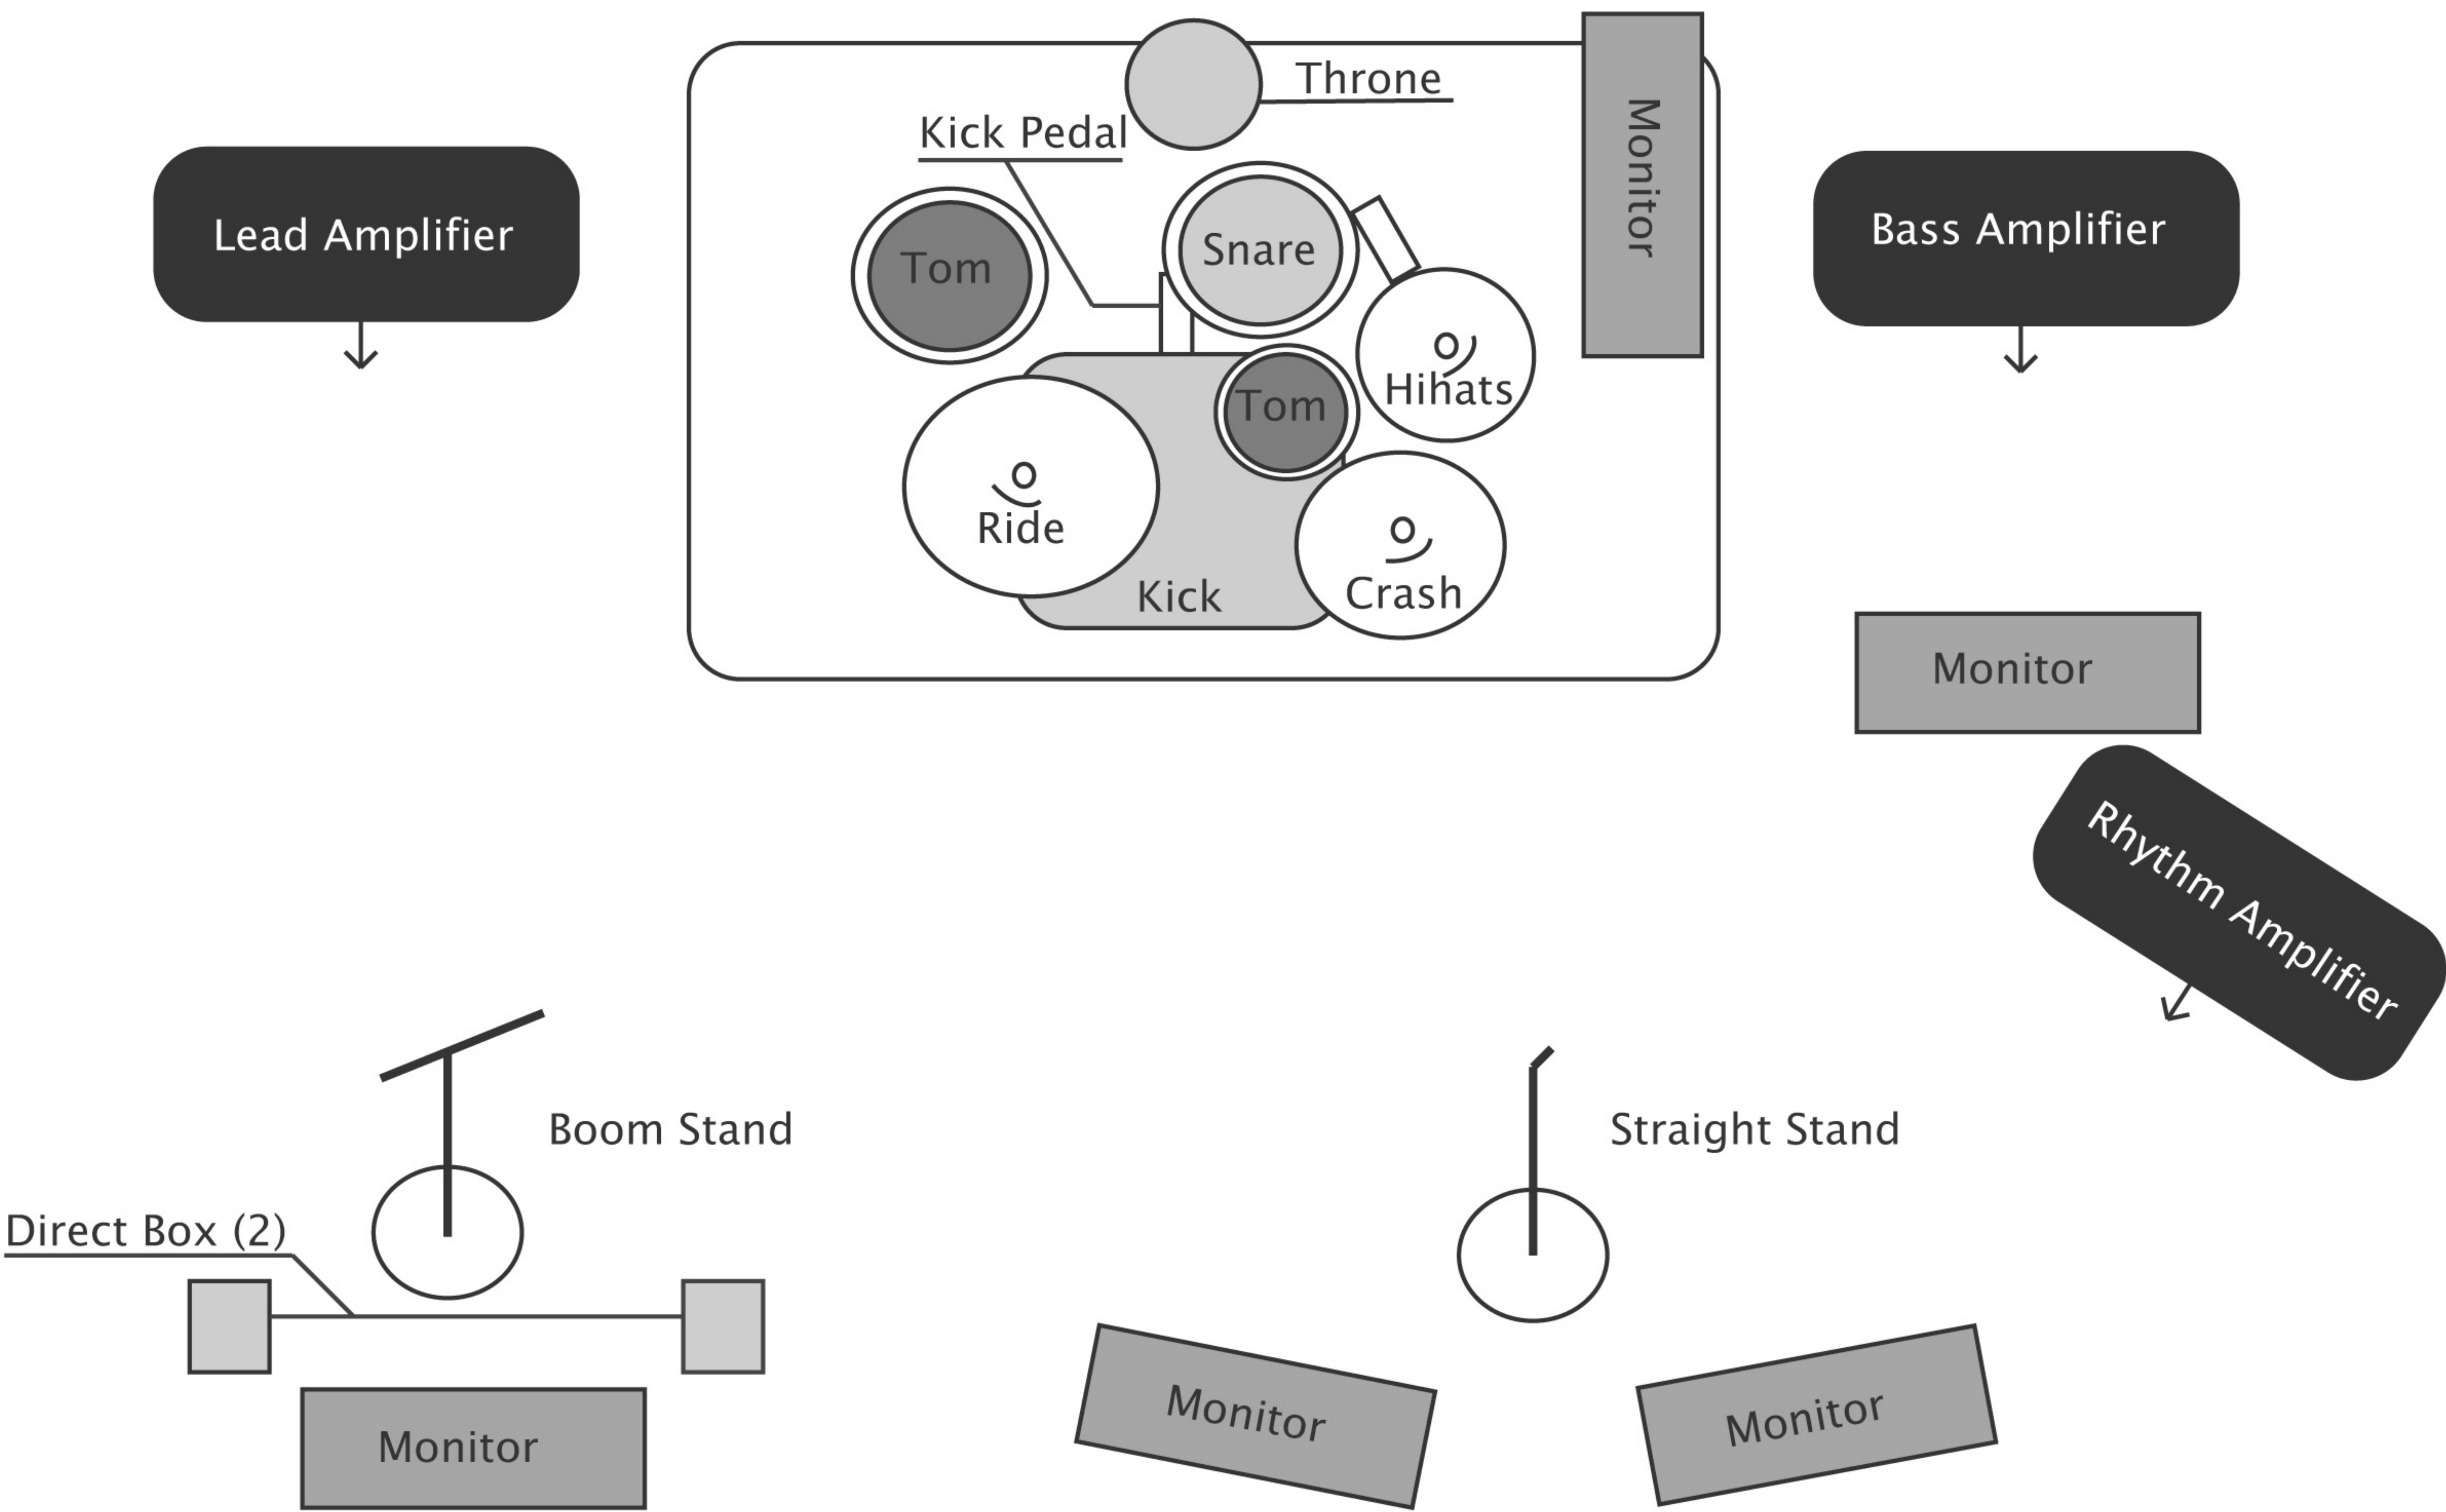 Throne
Kick Pedal
Monitor
Lead Amplifier
Bass Amplifier
Snare
Tom
Hihats
Tom
Ride
Crash
Kick
Monitor
Rhythm Amplifier
Boom Stand
Straight Stand
Direct Box (2)
Monitor
Monitor
Monitor